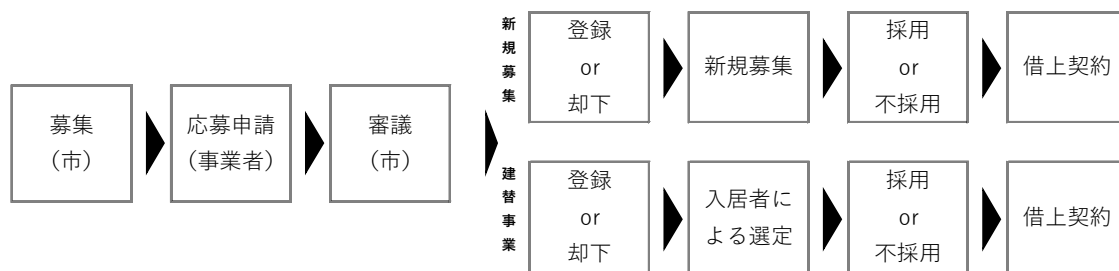 募集
（市）
応募申請
（事業者）
審議
（市）
新規募集
登録
or
却下
新規募集
採用
or
不採用
借上契約
建替事業
登録
or
却下
入居者に
よる選定
採用
or
不採用
借上契約